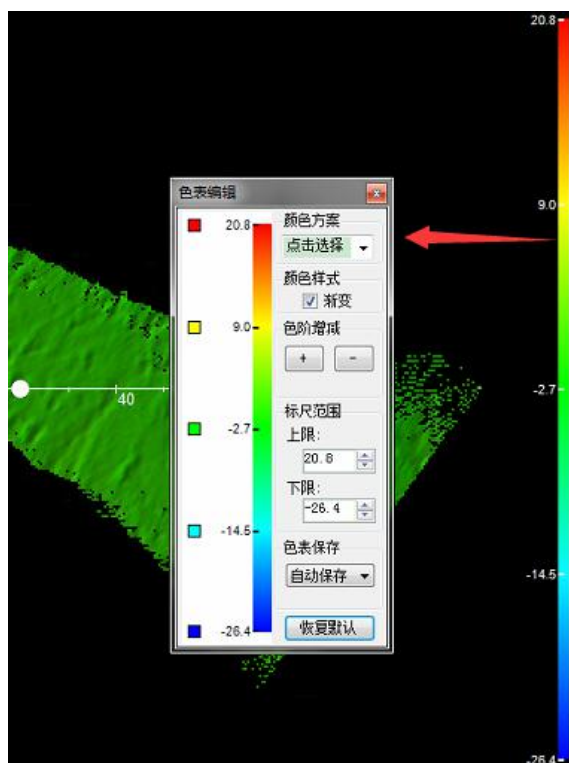 20.8
色表编辑
20.8
颜色方案
点击选择
9.0
颜色样式
渐变
9.0
色阶增减
+ -
-2.7
40
-2.7
标尺范围
上限:
20.8
下限:
-26.4
-14.5
色表保存
自动保存
-14.5
-26.4
恢复默认
-26.4